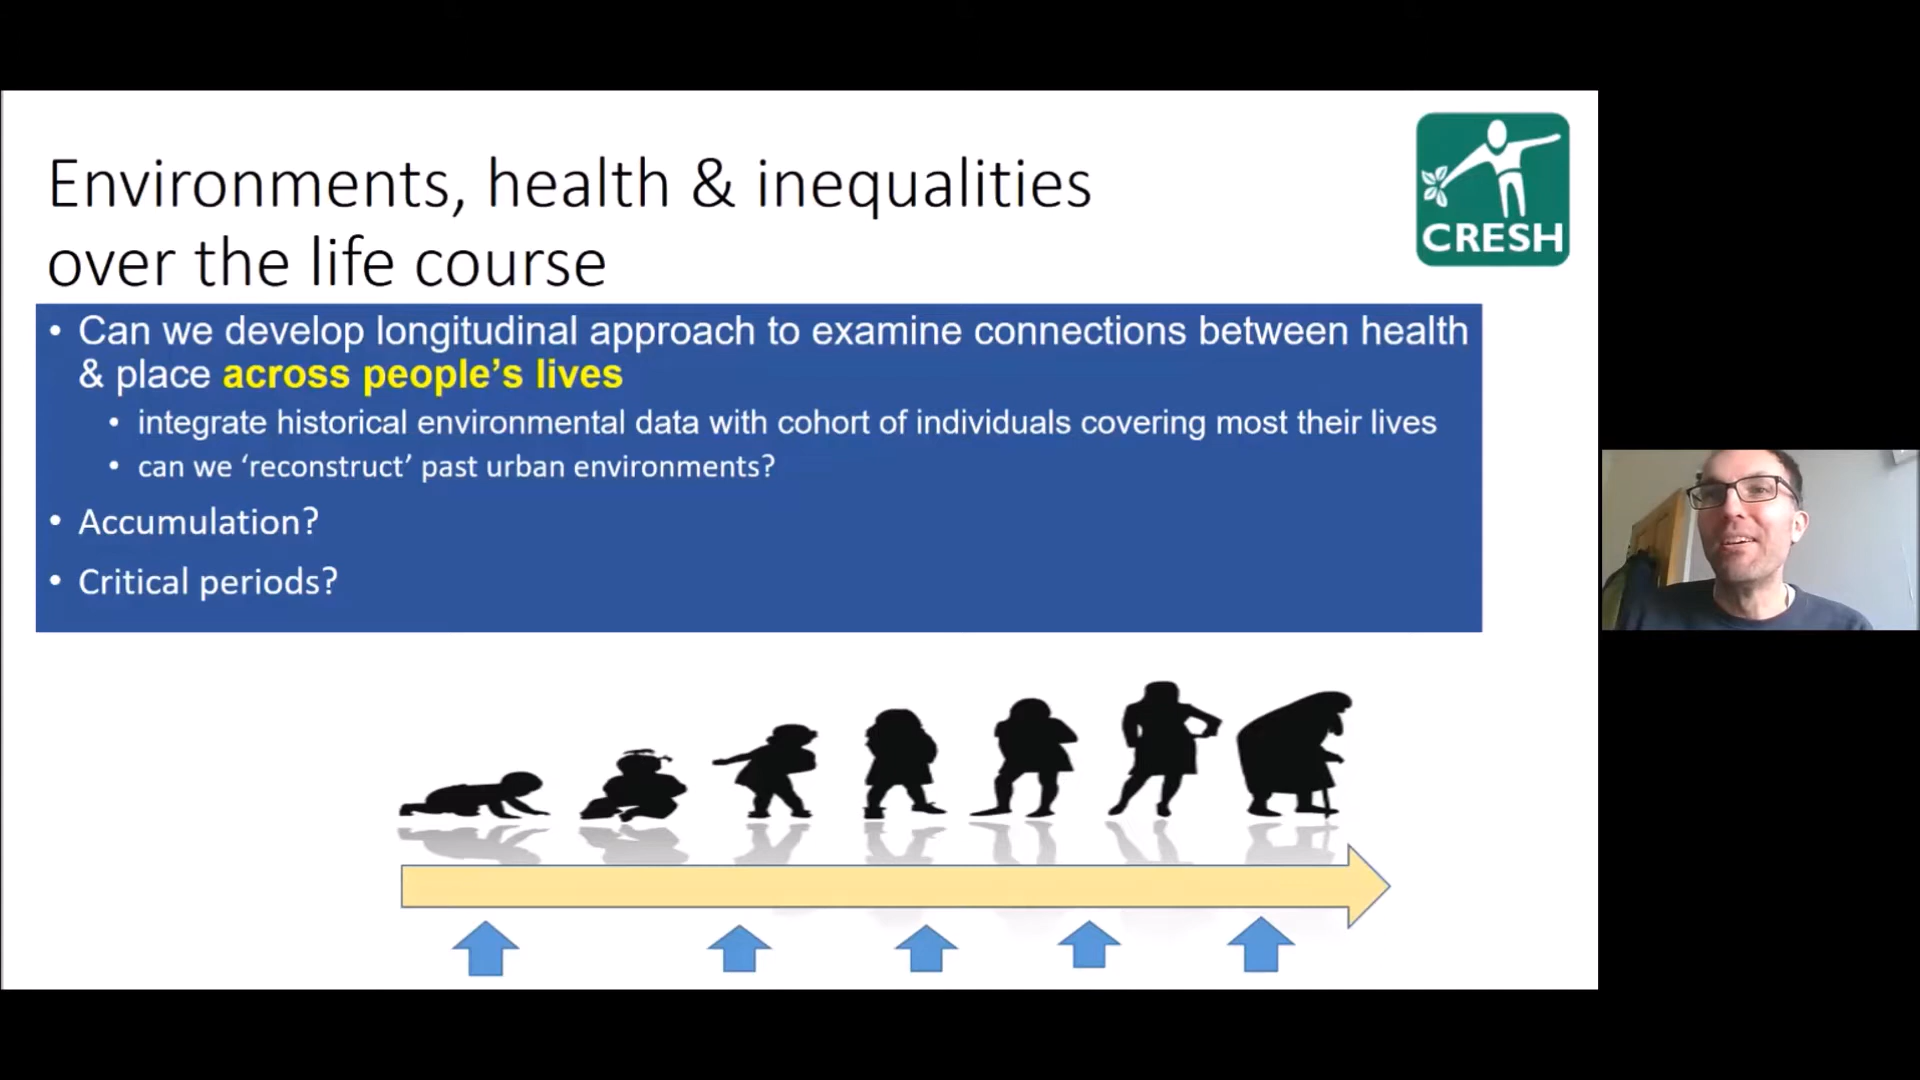 Environments, health & inequalities
over the life course
CRESH
• Can we develop longitudinal approach to examine connections between health
& place across people’s lives
• integrate historical environmental data with cohort of individuals covering most their lives
• can we ‘reconstruct’ past urban environments?
• Accumulation?
• Critical periods?